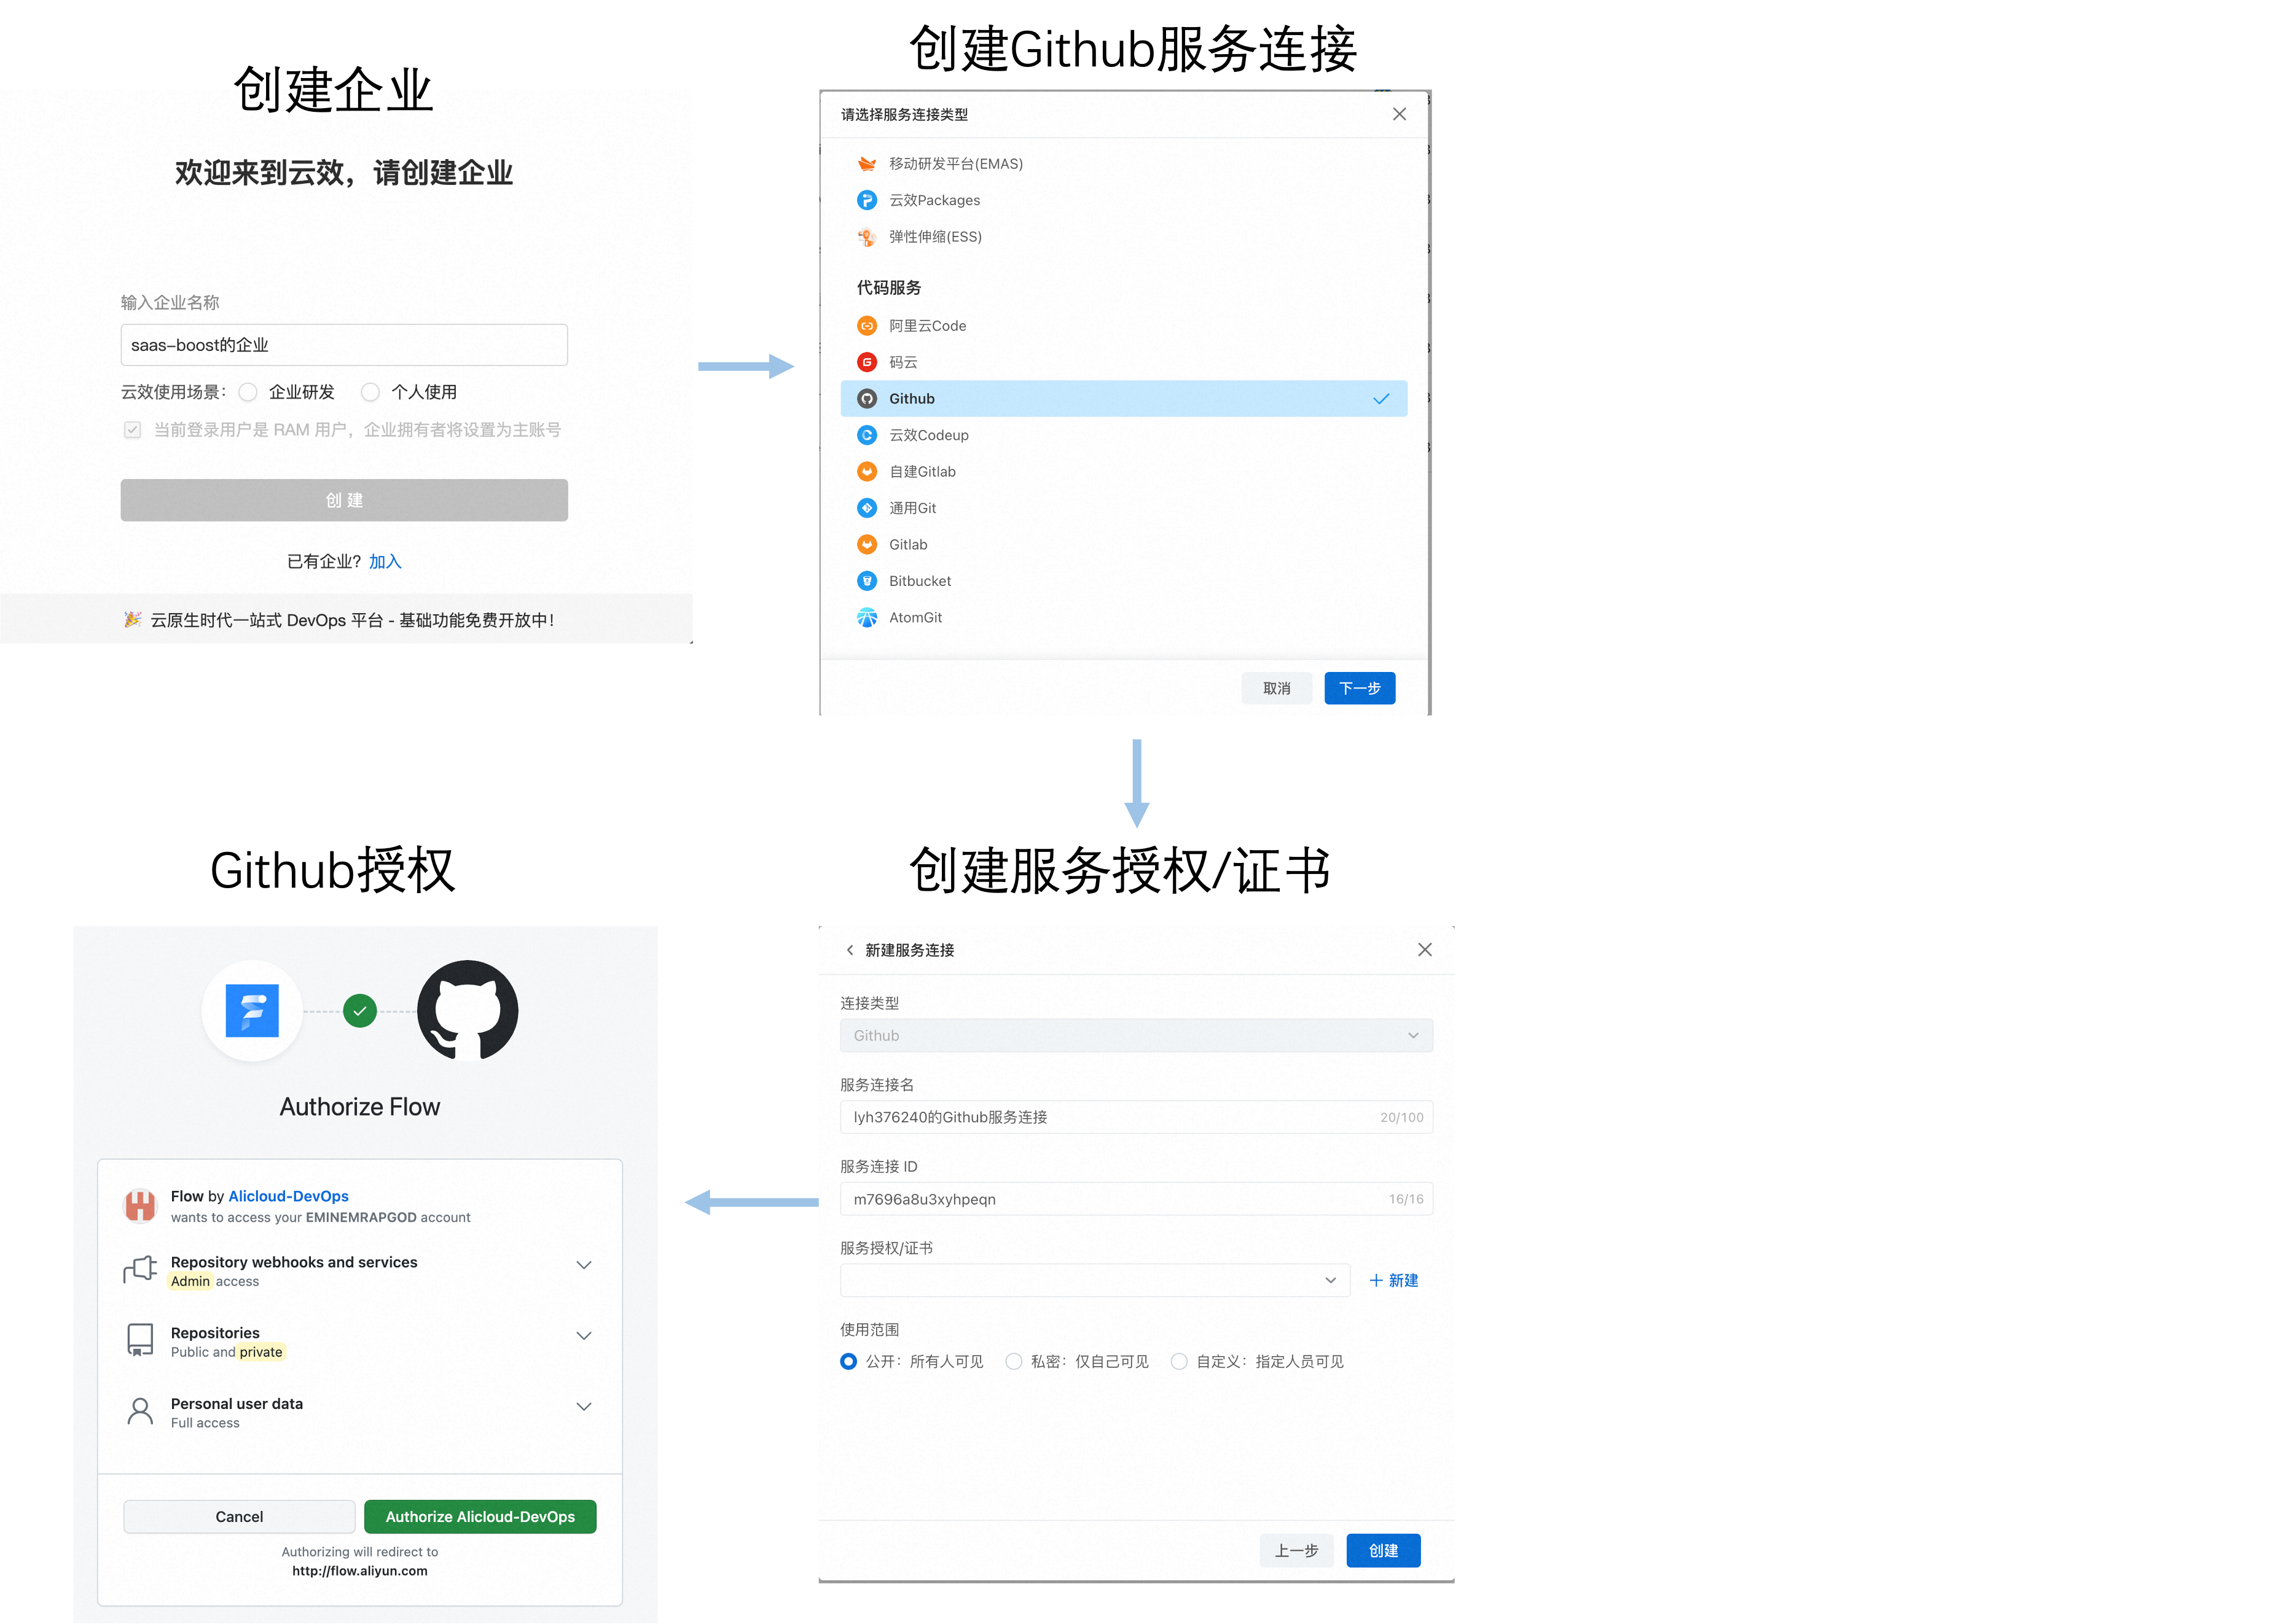 创建企业
欢迎来到云效，请创建企业
输入企业名称
saas-boost的企业
云效使用场景： 企业研发 个人使用
当前登录用户是 RAM 用户，企业拥有者将设置为主账号
创 建
已有企业？ 加入
云原生时代一站式 DevOps 平台 - 基础功能免费开放中！
创建Github服务连接
请选择服务连接类型
移动研发平台(EMAS)
云效Packages
弹性伸缩(ESS)
代码服务
阿里云Code
码云
Github
云效Codeup
自建Gitlab
通用Git
Gitlab
Bitbucket
AtomGit
取消 下一步
创建服务授权/证书
新建服务连接
连接类型
Github
服务连接名
lyh376240的Github服务连接 20/100
服务连接 ID
m7696a8u3xyhpeqn 16/16
服务授权/证书
+ 新建
使用范围
公开：所有人可见 私密：仅自己可见 自定义：指定人员可见
上一步 创建
Github授权
Authorize Flow
Flow by Alicloud-DevOps
wants to access your EMINEMRAPGOD account
Repository webhooks and services
Admin access
Repositories
Public and private
Personal user data
Full access
Cancel Authorize Alicloud-DevOps
Authorizing will redirect to
http://flow.aliyun.com